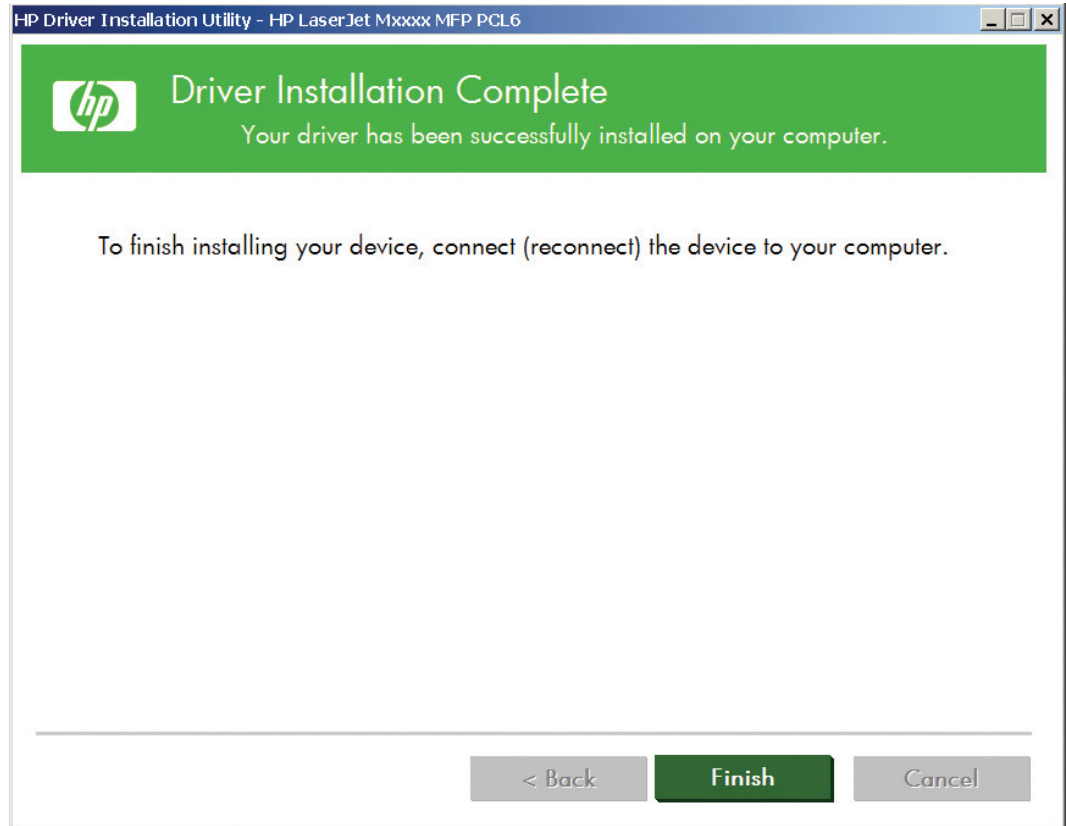 HP Driver Installation Utility - HP LaserJet Mxxxx MFP PCL6
hp
Driver Installation Complete
Your driver has been successfully installed on your computer.
To finish installing your device, connect (reconnect) the device to your computer.
< Back
Finish
Cancel